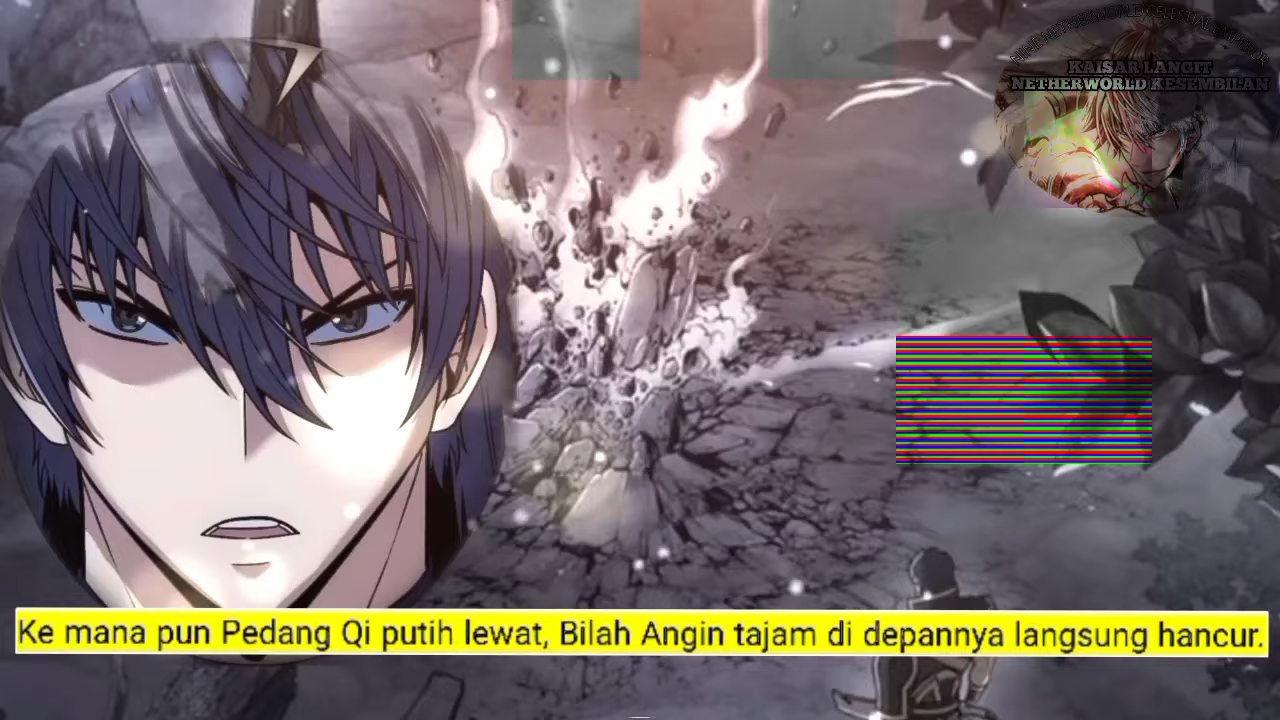 KAISAR LANGIT
NETHERWORLD KESEMBILAN
Ke mana pun Pedang Qi putih lewat, Bilah Angin tajam di depannya langsung hancur.